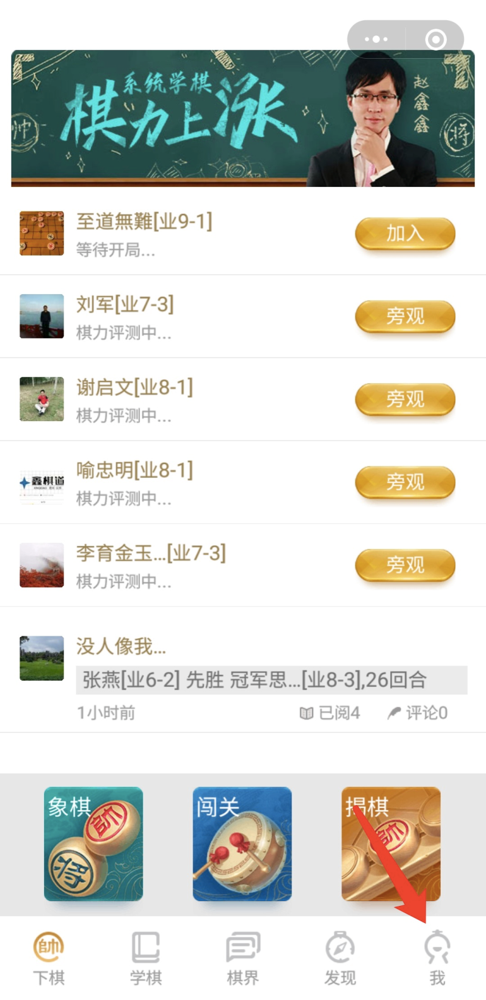 系统学棋
棋力上涨
赵鑫鑫
帅
将
至道無難[业9-1]
等待开局...
加入
刘军[业7-3]
棋力评测中...
旁观
谢启文[业8-1]
棋力评测中...
旁观
鑫棋道
喻忠明[业8-1]
棋力评测中...
旁观
李育金玉...[业7-3]
棋力评测中...
旁观
没人像我...
张燕[业6-2] 先胜 冠军思...[业8-3],26回合
1小时前 已阅4 评论0
象棋 闯关 揭棋
帥 帥
帥
下棋 学棋 棋界 发现 我